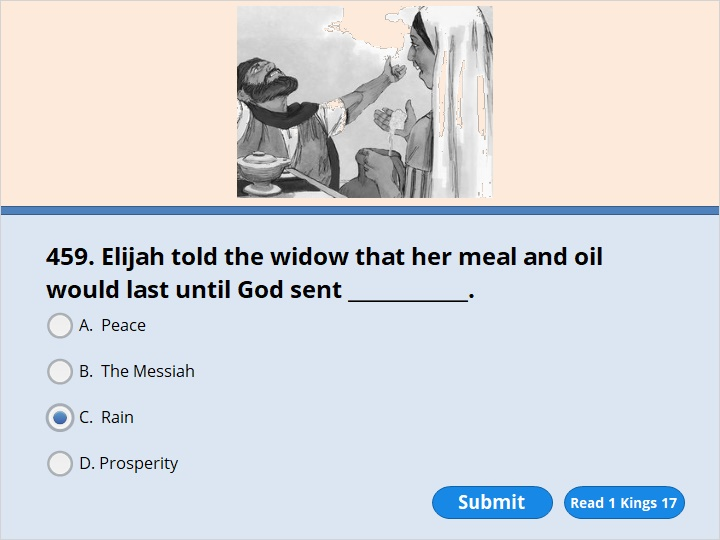 459. Elijah told the widow that her meal and oil
would last until God sent ____________.
A. Peace
B. The Messiah
C. Rain
D. Prosperity
Submit
Read 1 Kings 17